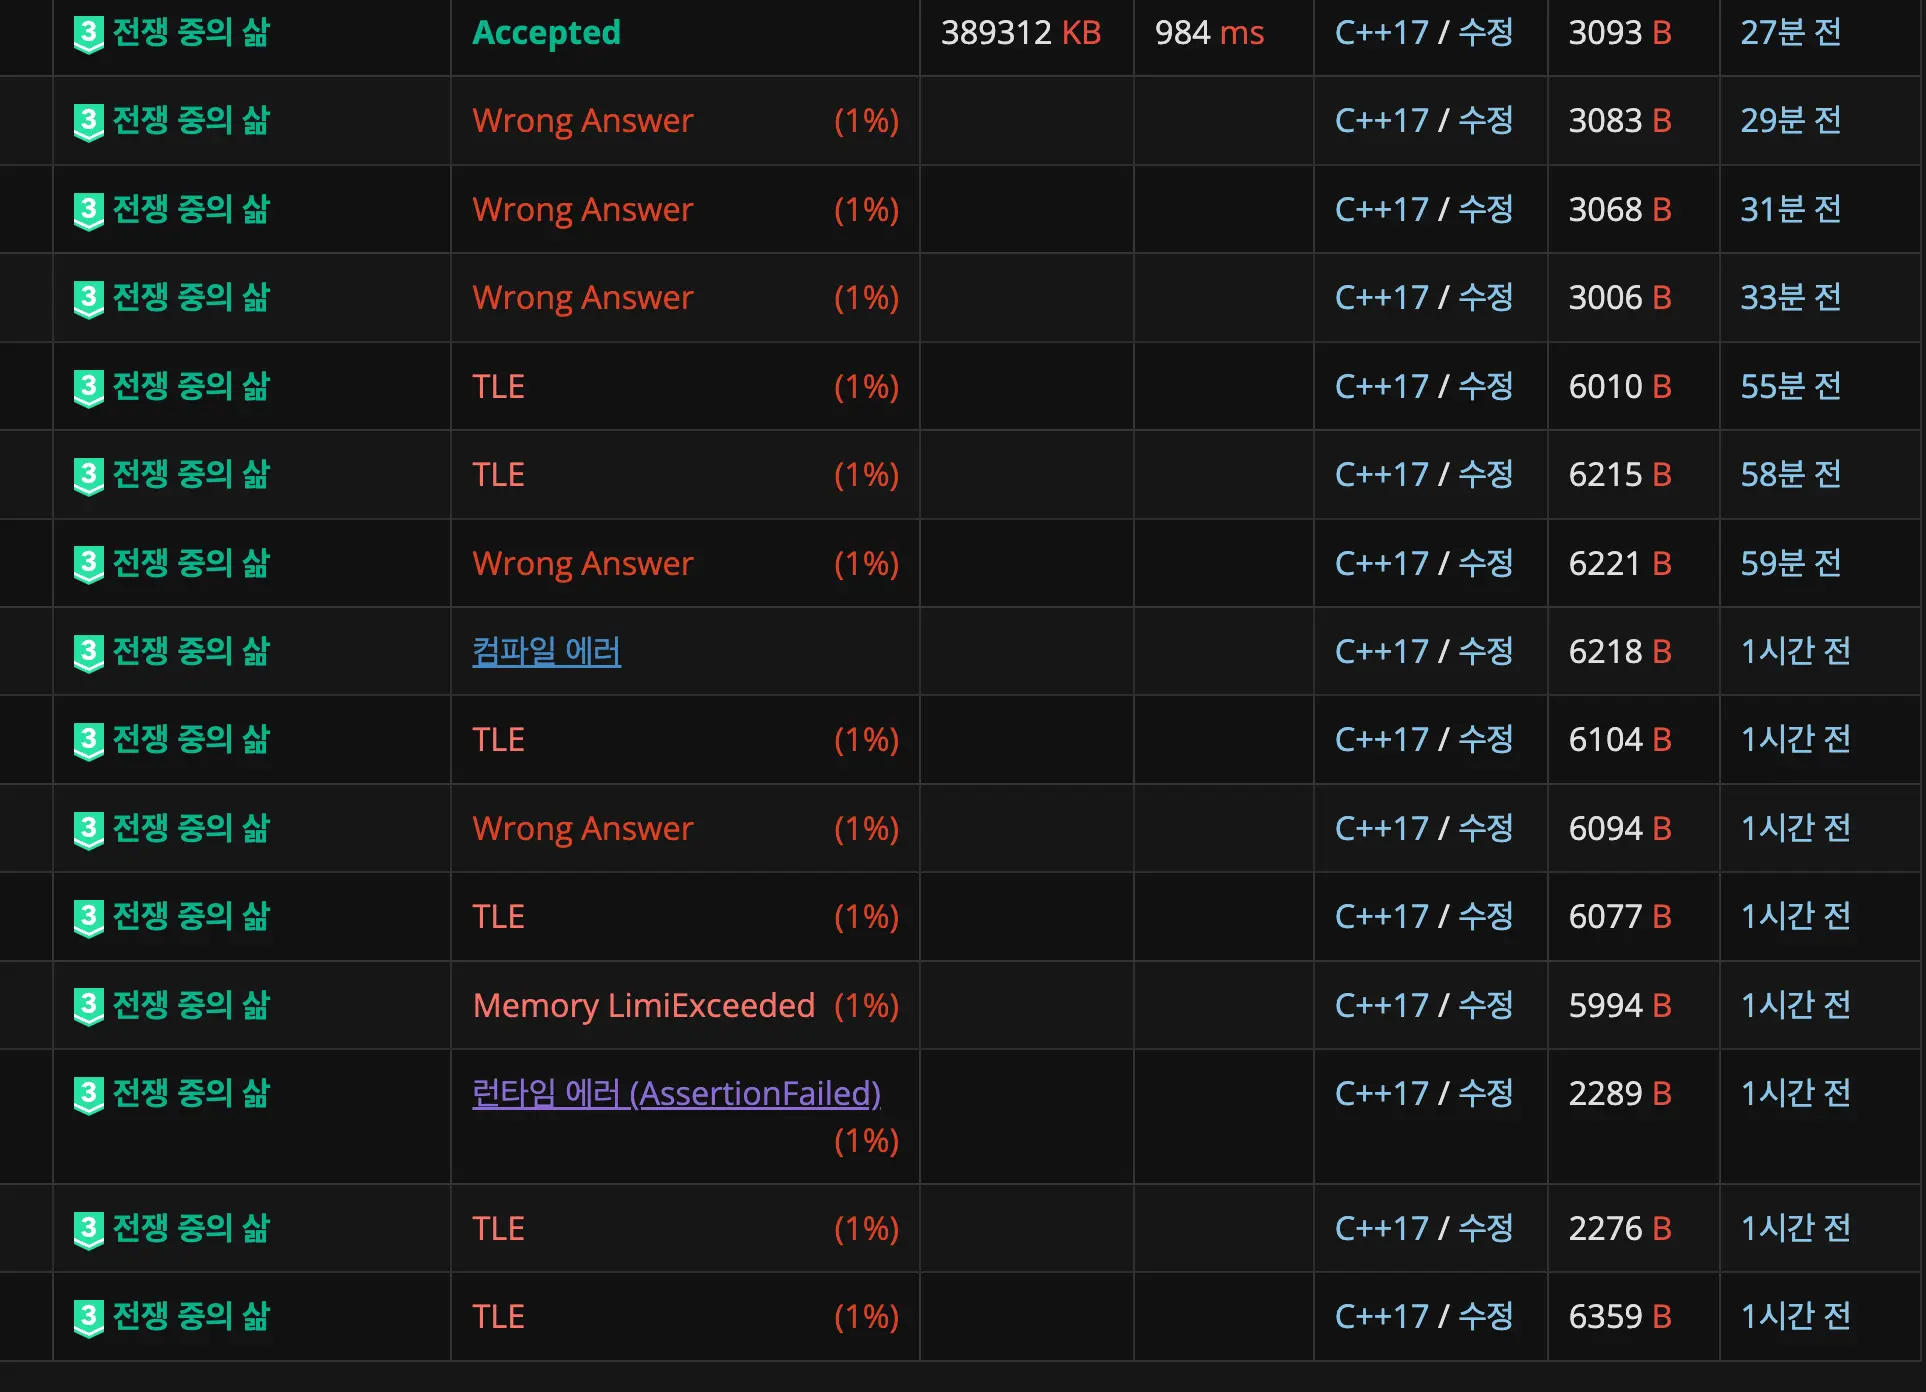 3 전쟁 중의 삶 Accepted 389312 KB 984 ms C++17 / 수정 3093 B 27분 전
3 전쟁 중의 삶 Wrong Answer (1%) C++17 / 수정 3083 B 29분 전
3 전쟁 중의 삶 Wrong Answer (1%) C++17 / 수정 3068 B 31분 전
3 전쟁 중의 삶 Wrong Answer (1%) C++17 / 수정 3006 B 33분 전
3 전쟁 중의 삶 TLE (1%) C++17 / 수정 6010 B 55분 전
3 전쟁 중의 삶 TLE (1%) C++17 / 수정 6215 B 58분 전
3 전쟁 중의 삶 Wrong Answer (1%) C++17 / 수정 6221 B 59분 전
3 전쟁 중의 삶 컴파일 에러 C++17 / 수정 6218 B 1시간 전
3 전쟁 중의 삶 TLE (1%) C++17 / 수정 6104 B 1시간 전
3 전쟁 중의 삶 Wrong Answer (1%) C++17 / 수정 6094 B 1시간 전
3 전쟁 중의 삶 TLE (1%) C++17 / 수정 6077 B 1시간 전
3 전쟁 중의 삶 Memory LimiExceeded (1%) C++17 / 수정 5994 B 1시간 전
3 전쟁 중의 삶 런타임 에러 (AssertionFailed) C++17 / 수정 2289 B 1시간 전
(1%)
3 전쟁 중의 삶 TLE (1%) C++17 / 수정 2276 B 1시간 전
3 전쟁 중의 삶 TLE (1%) C++17 / 수정 6359 B 1시간 전